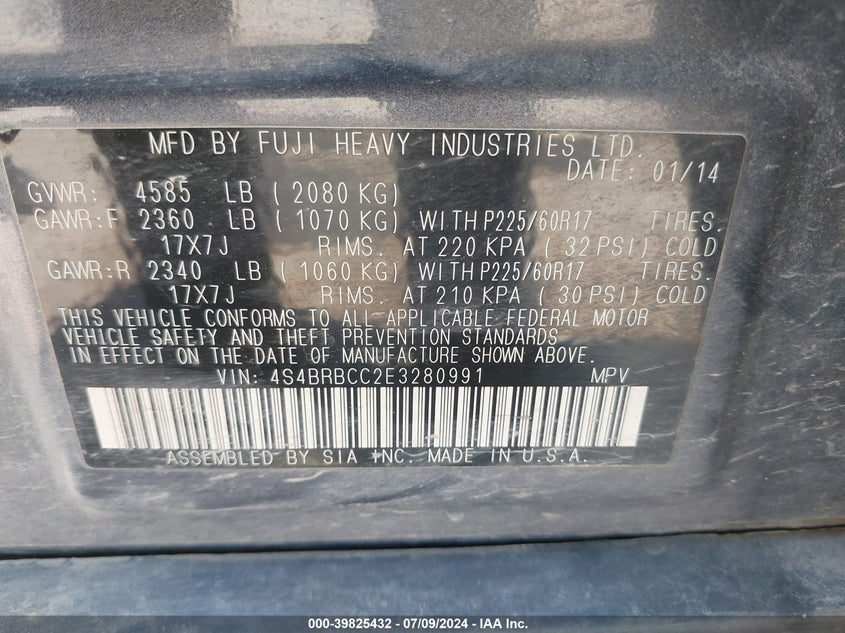 MFD BY FUJI HEAVY INDUSTRIES LTD.
DATE: 01/14
GVWR: 4585 LB ( 2080 KG)
GAWR:F 2360 LB ( 1070 KG) WITH P225/60R17 TIRES.
17X7J RIMS. AT 220 KPA ( 32 PSI) COLD
GAWR:R 2340 LB ( 1060 KG) WITH P225/60R17 TIRES.
17X7J RIMS. AT 210 KPA ( 30 PSI) COLD
THIS VEHICLE CONFORMS TO ALL APPLICABLE FEDERAL MOTOR
VEHICLE SAFETY AND THEFT PREVENTION STANDARDS
IN EFFECT ON THE DATE OF MANUFACTURE SHOWN ABOVE.
VIN: 4S4BRBCC2E3280991 MPV
ASSEMBLED BY SIA INC. MADE IN U.S.A.
000-39825432 - 07/09/2024 - IAA Inc.